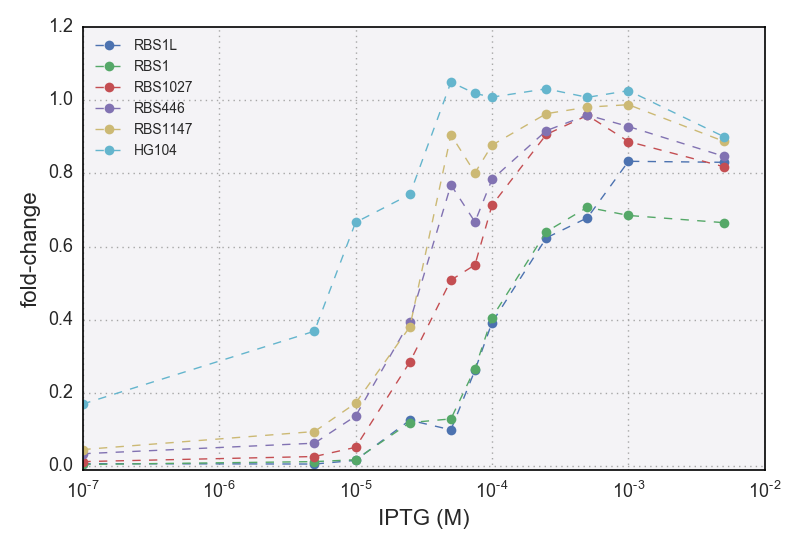 1.2
1.0
0.8
0.6
0.4
0.2
0.0
fold-change
RBS1L
RBS1
RBS1027
RBS446
RBS1147
HG104
10^-7 10^-6 10^-5 10^-4 10^-3 10^-2
IPTG (M)